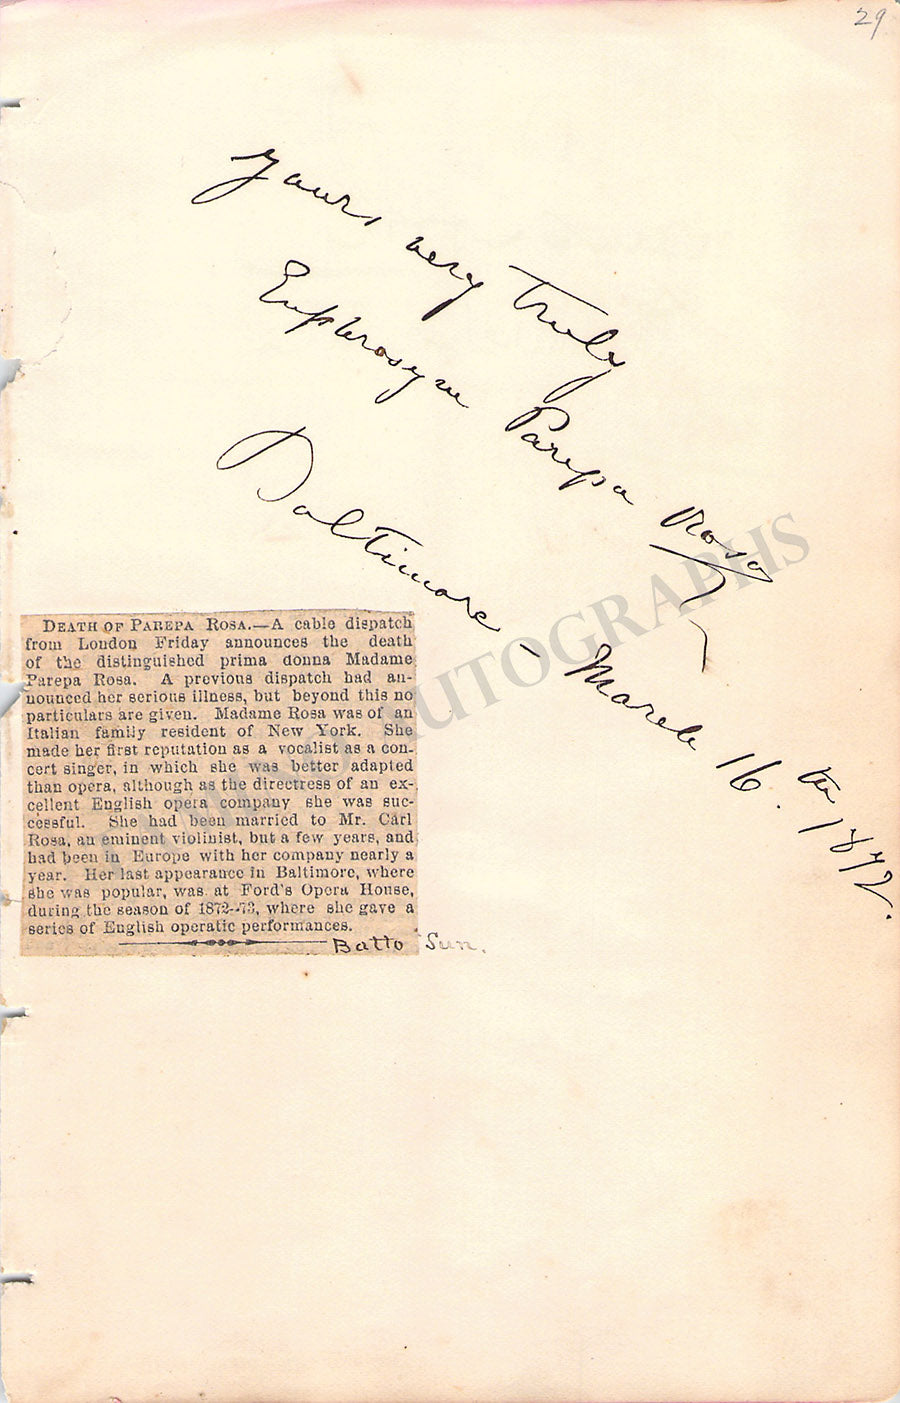 29
Yours very truly
Euphrosyne Parepa Rosa
Baltimore - March 16th 1872.
DEATH OF PAREPA ROSA.—A cable dispatch
from London Friday announces the death
of the distinguished prima donna Madame
Parepa Rosa. A previous dispatch had an-
nounced her serious illness, but beyond this no
particulars are given. Madame Rosa was of an
Italian family resident of New York. She
made her first reputation as a vocalist as a con-
cert singer, in which she was better adapted
than opera, although as the directress of an ex-
cellent English opera company she was suc-
cessful. She had been married to Mr. Carl
Rosa, an eminent violinist, but a few years, and
had been in Europe with her company nearly a
year. Her last appearance in Baltimore, where
she was popular, was at Ford's Opera House,
during the season of 1872--73, where she gave a
series of English operatic performances.
Balto Sun.
AUTOGRAPHS